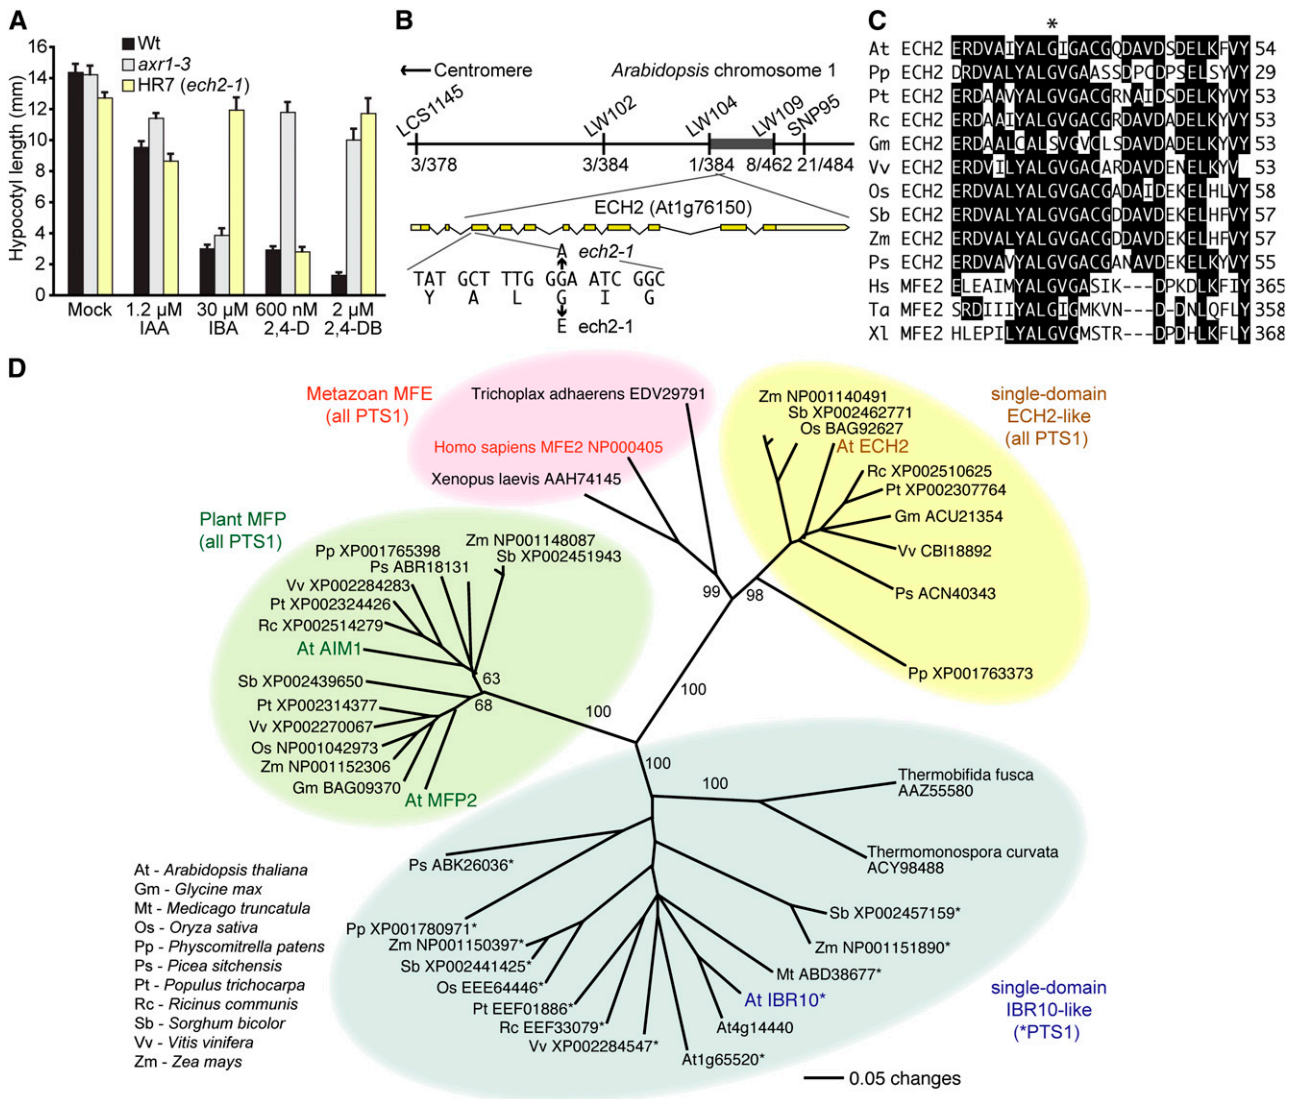 A
Hypocotyl length (mm)
16
14
12
10
8
6
4
2
0
Wt
axr1-3
HR7 (ech2-1)
Mock
1.2 µM
IAA
30 µM
IBA
600 nM
2,4-D
2 µM
2,4-DB
B
Centromere
Arabidopsis chromosome 1
LCS1145
LW102
LW104
LW109
SNP95
3/378
3/384
1/384
8/462
21/484
ECH2 (At1g76150)
A ech2-1
TAT GCT TTG GGA ATC GGC
Y A L G I G
E ech2-1
C
*
At ECH2 ERDVAIYALGIGACGQDAVDSDELKFVY 54
Pp ECH2 DRDVALYALGVGAASSDPCDPSELSYVY 29
Pt ECH2 ERDAAVYALGVGACGRNAIDSDELKYVY 53
Rc ECH2 ERDAAIYALGVGACGRDAVDADELKYVY 53
Gm ECH2 ERDAALCALSVGVCLSDAVDADELKYVY 53
Vv ECH2 ERDVILYALGVGACARDAVDENELKYV 53
Os ECH2 ERDVALYALGVGACGADAIDEKELHLVY 58
Sb ECH2 ERDVALYALGVGACGDDAVDEKELHFVY 57
Zm ECH2 ERDVALYALGVGACGDDAVDEKELHFVY 57
Ps ECH2 ERDVAVYALGVGACGANAVDEKELKYVY 55
Hs MFE2 ELEAIMYALGVGASIK---DPKDLKFIY 365
Ta MFE2 SRDIIIYALGIGMKVN---D-DNLQFLY 358
Xl MFE2 HLEPILYALGVGMSTR---DPDHLKFLY 368
D
Metazoan MFE
(all PTS1)
Trichoplax adhaerens EDV29791
Homo sapiens MFE2 NP000405
Xenopus laevis AAH74145
Zm NP001140491
Sb XP002462771
Os BAG92627
At ECH2
Rc XP002510625
Pt XP002307764
Gm ACU21354
Vv CBI18892
Ps ACN40343
Pp XP001763373
single-domain
ECH2-like
(all PTS1)
Plant MFP
(all PTS1)
Zm NP001148087
Sb XP002451943
Pp XP001765398
Ps ABR18131
Vv XP002284283
Pt XP002324426
Rc XP002514279
At AIM1
Sb XP002439650
Pt XP002314377
Vv XP002270067
Os NP001042973
Zm NP001152306
Gm BAG09370
At MFP2
99
98
63
68
100
100
100
100
Thermobifida fusca
AAZ55580
Thermomonospora curvata
ACY98488
Ps ABK26036*
Pp XP001780971*
Zm NP001150397*
Sb XP002441425*
Os EEE64446*
Pt EEF01886*
Rc EEF33079*
Vv XP002284547*
At1g65520*
At4g14440
At IBR10*
Mt ABD38677*
Zm NP001151890*
Sb XP002457159*
single-domain
IBR10-like
(*PTS1)
At - Arabidopsis thaliana
Gm - Glycine max
Mt - Medicago truncatula
Os - Oryza sativa
Pp - Physcomitrella patens
Ps - Picea sitchensis
Pt - Populus trichocarpa
Rc - Ricinus communis
Sb - Sorghum bicolor
Vv - Vitis vinifera
Zm - Zea mays
0.05 changes